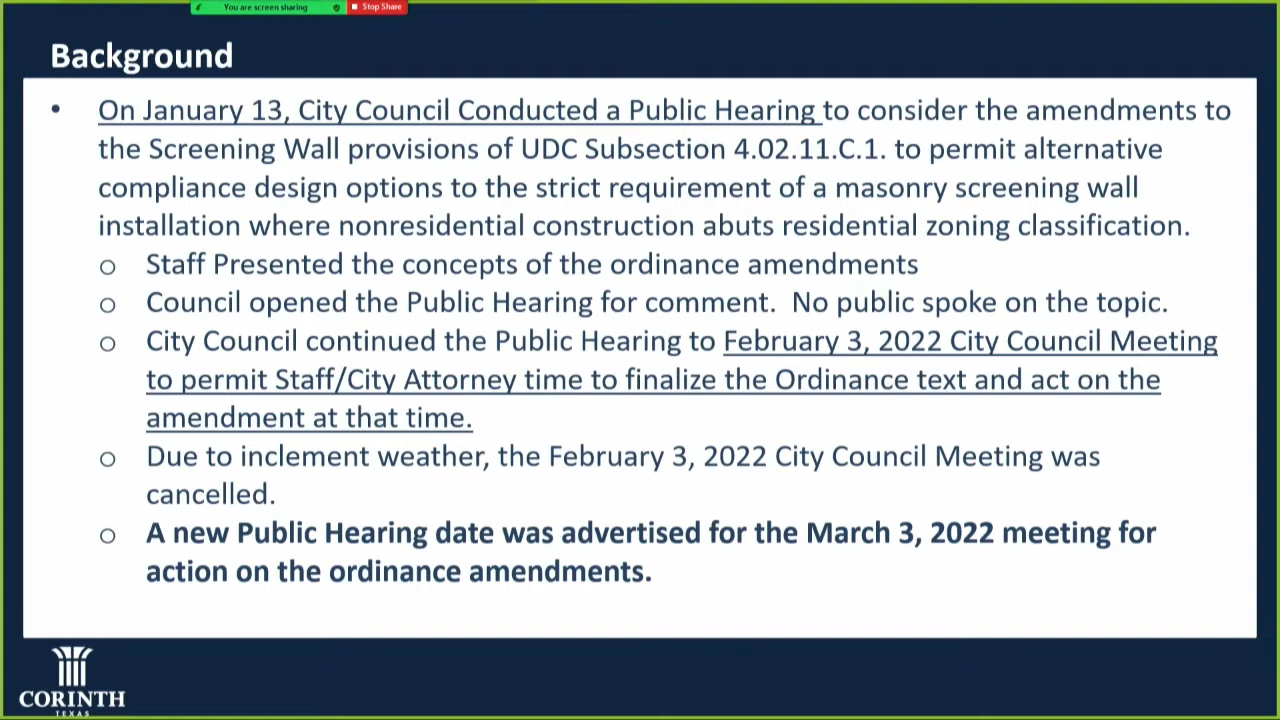 You are screen sharing
Stop Share
Background
• On January 13, City Council Conducted a Public Hearing to consider the amendments to
the Screening Wall provisions of UDC Subsection 4.02.11.C.1. to permit alternative
compliance design options to the strict requirement of a masonry screening wall
installation where nonresidential construction abuts residential zoning classification.
o Staff Presented the concepts of the ordinance amendments
o Council opened the Public Hearing for comment.  No public spoke on the topic.
o City Council continued the Public Hearing to February 3, 2022 City Council Meeting
to permit Staff/City Attorney time to finalize the Ordinance text and act on the
amendment at that time.
o Due to inclement weather, the February 3, 2022 City Council Meeting was
cancelled.
o A new Public Hearing date was advertised for the March 3, 2022 meeting for
action on the ordinance amendments.
CORINTH
TEXAS